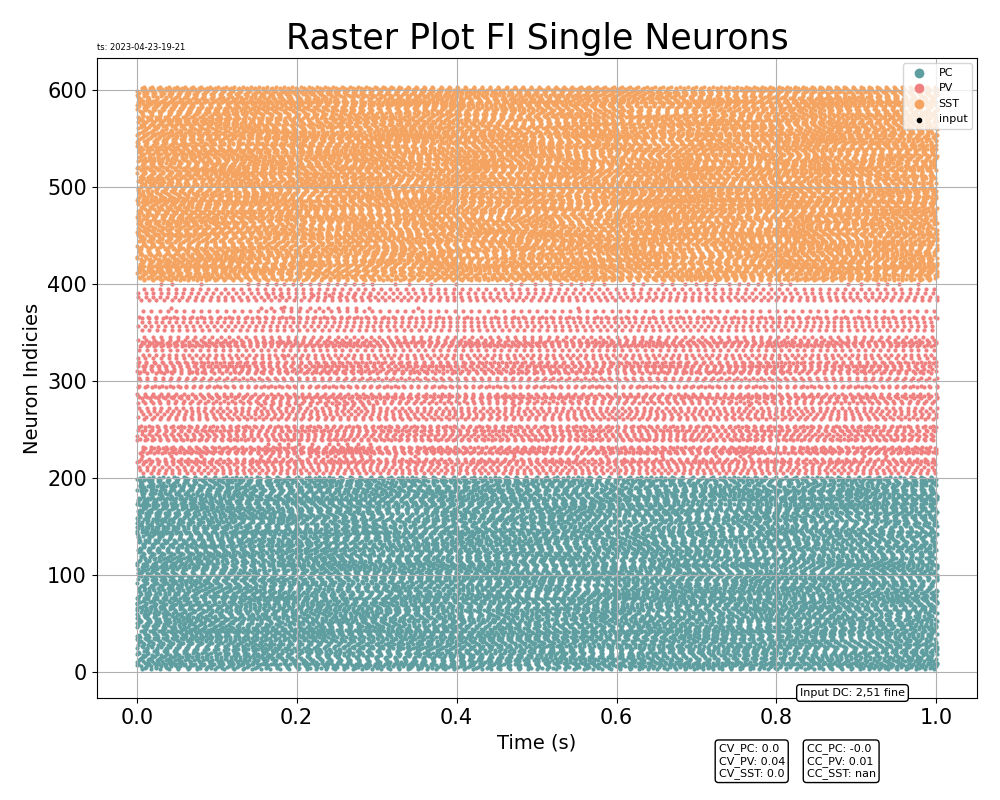 Raster Plot FI Single Neurons
ts: 2023-04-23-19-21
PC
PV
SST
input
600
500
400
300
200
100
0
Neuron Indicies
0.0 0.2 0.4 0.6 0.8 1.0
Time (s)
Input DC: 2,51 fine
CV_PC: 0.0
CV_PV: 0.04
CV_SST: 0.0
CC_PC: -0.0
CC_PV: 0.01
CC_SST: nan